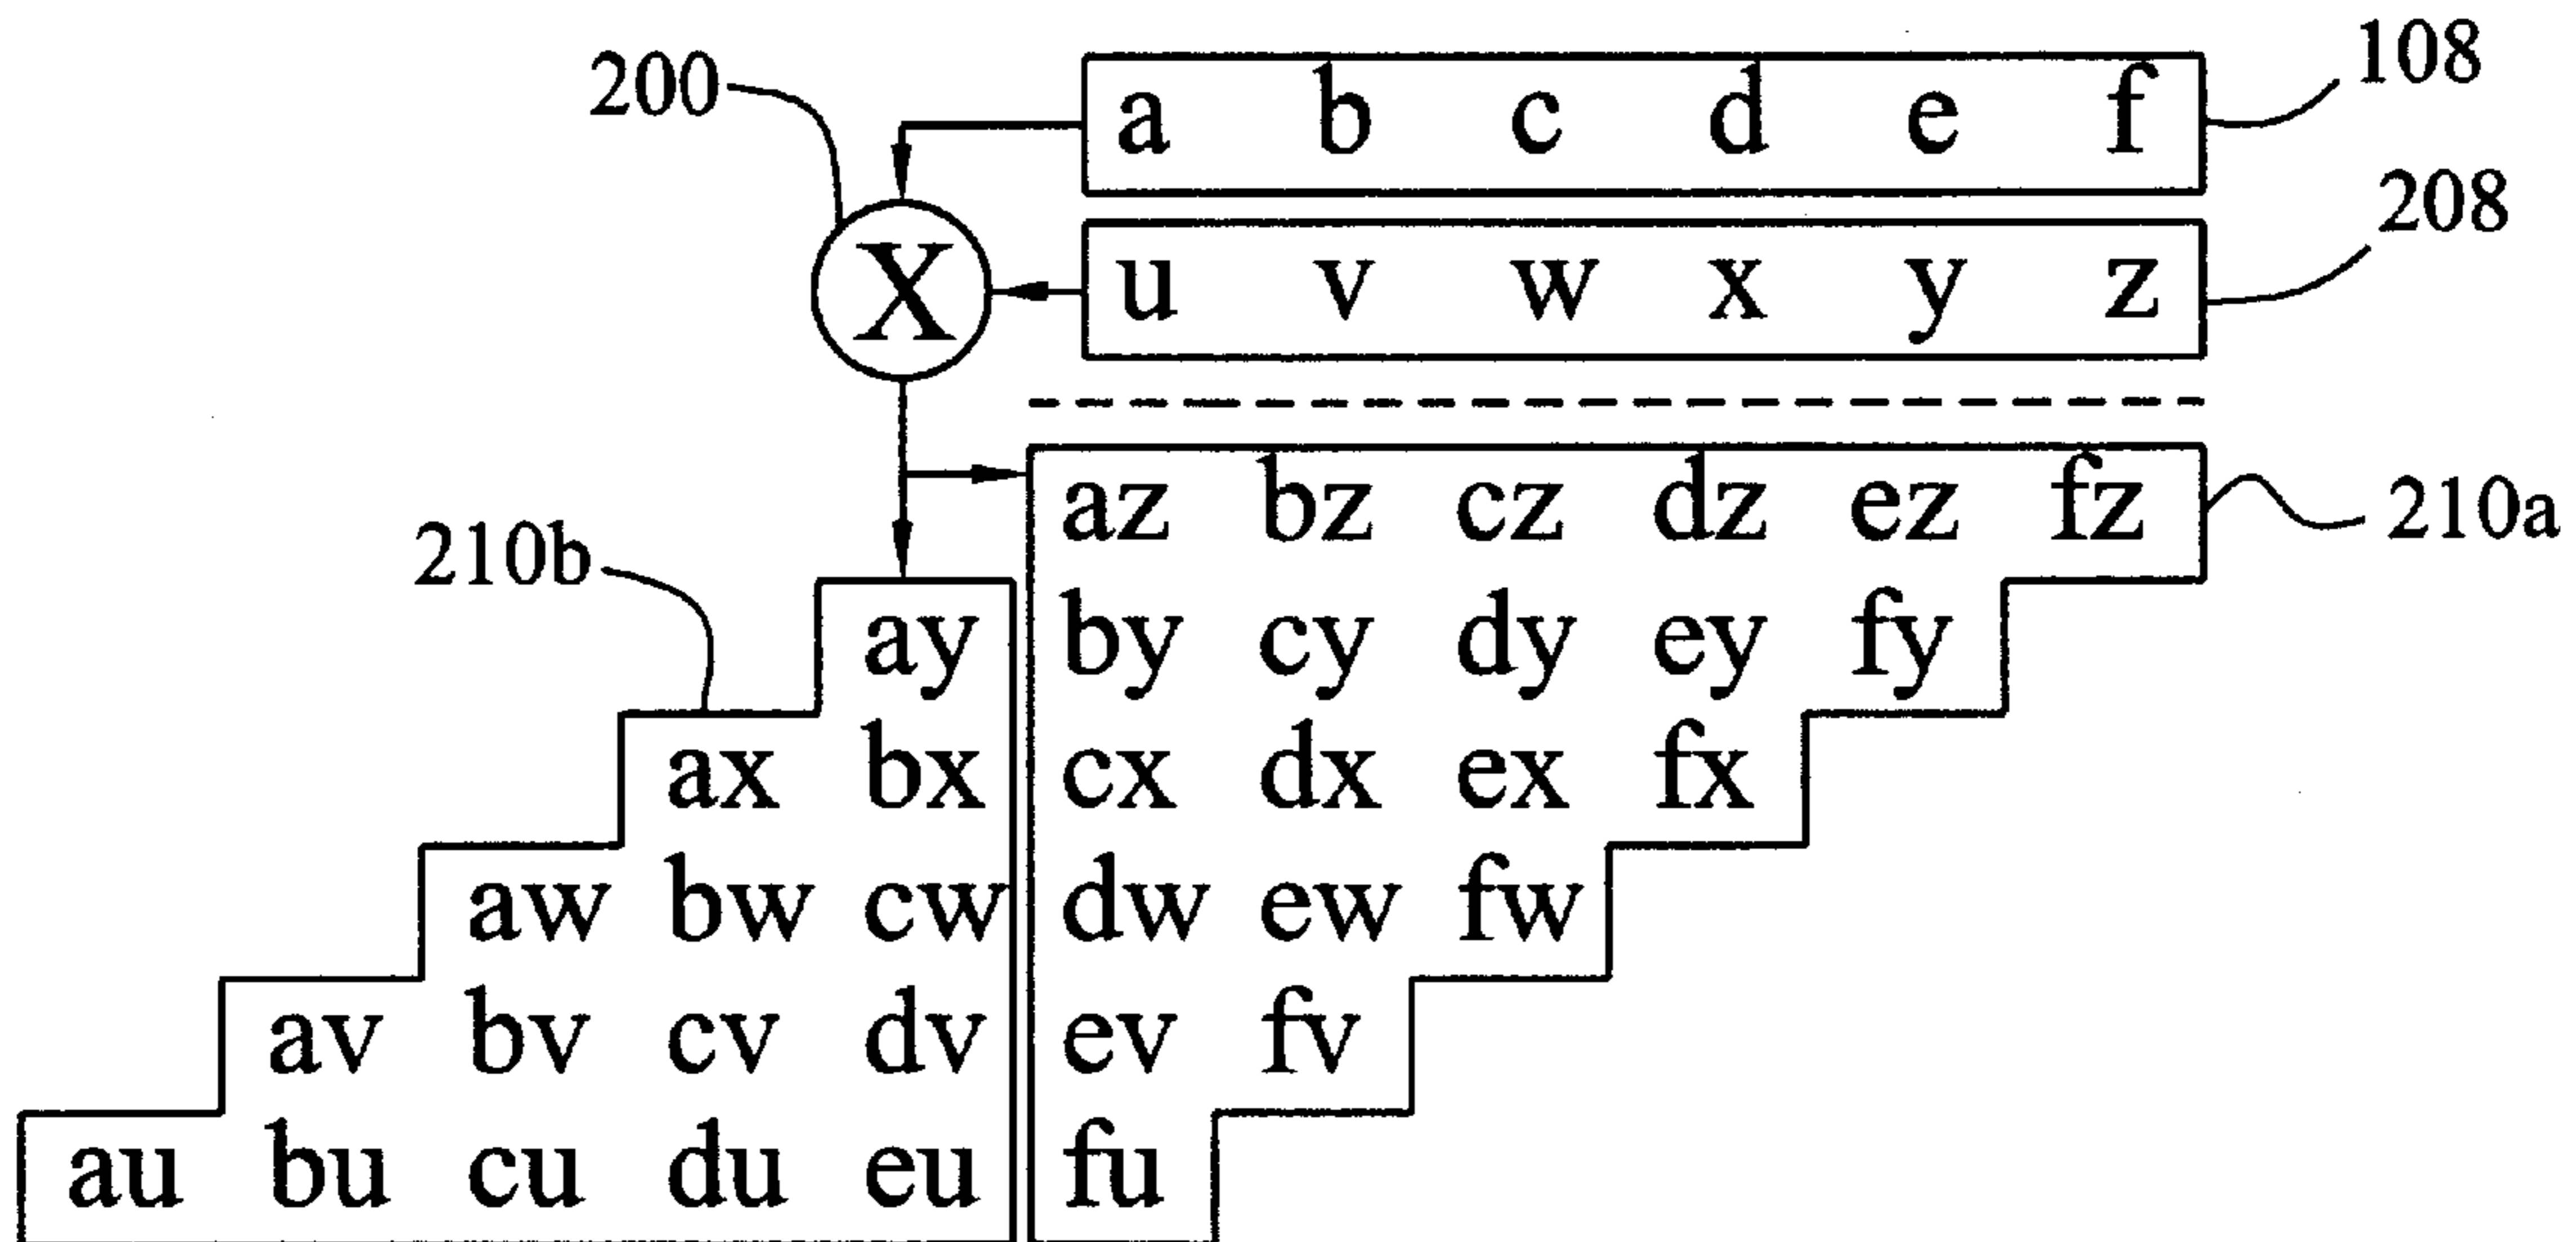 108
200
a b c d e f
208
X
u v w x y z
210a
az bz cz dz ez fz
210b
ay by cy dy ey fy
ax bx cx dx ex fx
aw bw cw dw ew fw
av bv cv dv ev fv
au bu cu du eu fu